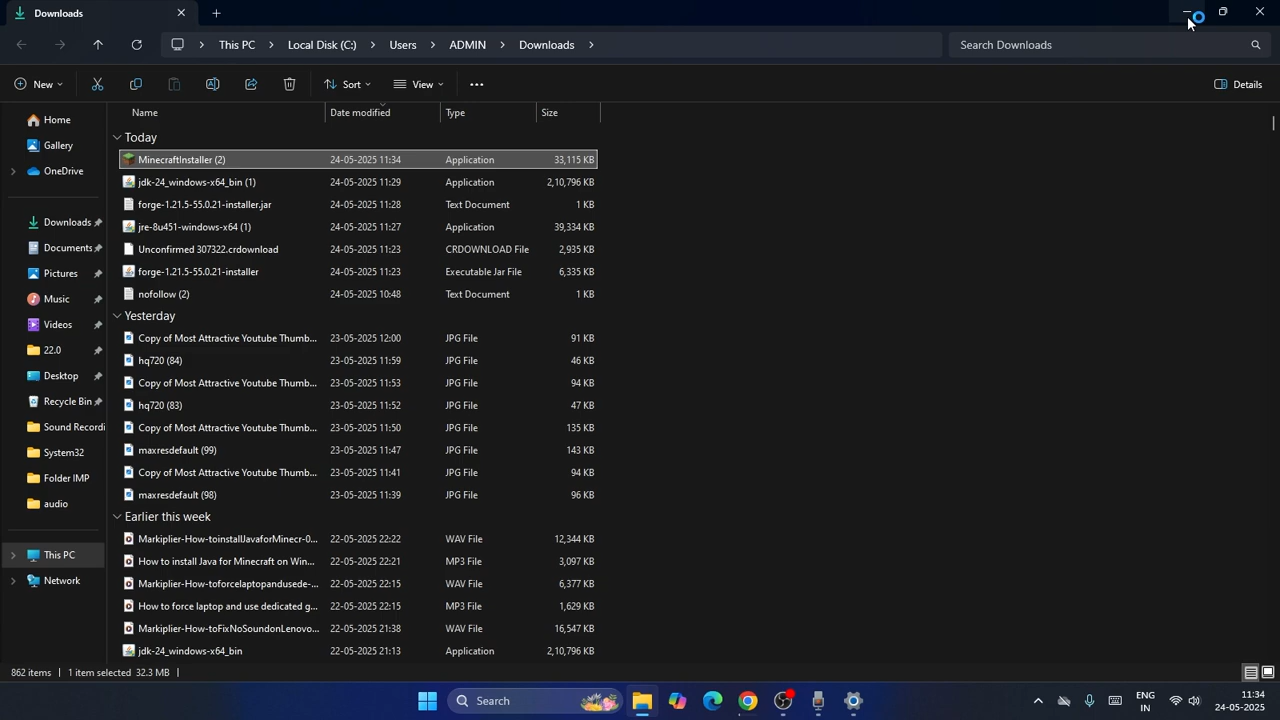 Downloads
This PC
Local Disk (C:)
Users
ADMIN
Downloads
Search Downloads
New
Sort
View
Details
Name Date modified Type Size
Home
Gallery
OneDrive
Downloads
Documents
Pictures
Music
Videos
22.0
Desktop
Recycle Bin
Sound Recordi
System32
Folder IMP
audio
This PC
Network
Today
MinecraftInstaller (2) 24-05-2025 11:34 Application 33,115 KB
jdk-24_windows-x64_bin (1) 24-05-2025 11:29 Application 2,10,796 KB
forge-1.21.5-55.0.21-installer.jar 24-05-2025 11:28 Text Document 1 KB
jre-8u451-windows-x64 (1) 24-05-2025 11:27 Application 39,334 KB
Unconfirmed 307322.crdownload 24-05-2025 11:23 CRDOWNLOAD File 2,935 KB
forge-1.21.5-55.0.21-installer 24-05-2025 11:23 Executable Jar File 6,335 KB
nofollow (2) 24-05-2025 10:48 Text Document 1 KB
Yesterday
Copy of Most Attractive Youtube Thumb... 23-05-2025 12:00 JPG File 91 KB
hq720 (84) 23-05-2025 11:59 JPG File 46 KB
Copy of Most Attractive Youtube Thumb... 23-05-2025 11:53 JPG File 94 KB
hq720 (83) 23-05-2025 11:52 JPG File 47 KB
Copy of Most Attractive Youtube Thumb... 23-05-2025 11:50 JPG File 135 KB
maxresdefault (99) 23-05-2025 11:47 JPG File 143 KB
Copy of Most Attractive Youtube Thumb... 23-05-2025 11:41 JPG File 94 KB
maxresdefault (98) 23-05-2025 11:39 JPG File 96 KB
Earlier this week
Markiplier-How-toinstallJavaforMinecr-0... 22-05-2025 22:22 WAV File 12,344 KB
How to install Java for Minecraft on Win... 22-05-2025 22:21 MP3 File 3,097 KB
Markiplier-How-toforcelaptopandusede-... 22-05-2025 22:15 WAV File 6,377 KB
How to force laptop and use dedicated g... 22-05-2025 22:15 MP3 File 1,629 KB
Markiplier-How-toFixNoSoundonLenovo... 22-05-2025 21:38 WAV File 16,547 KB
jdk-24_windows-x64_bin 22-05-2025 21:13 Application 2,10,796 KB
862 items 1 item selected 32.3 MB
Search
ENG
IN
11:34
24-05-2025